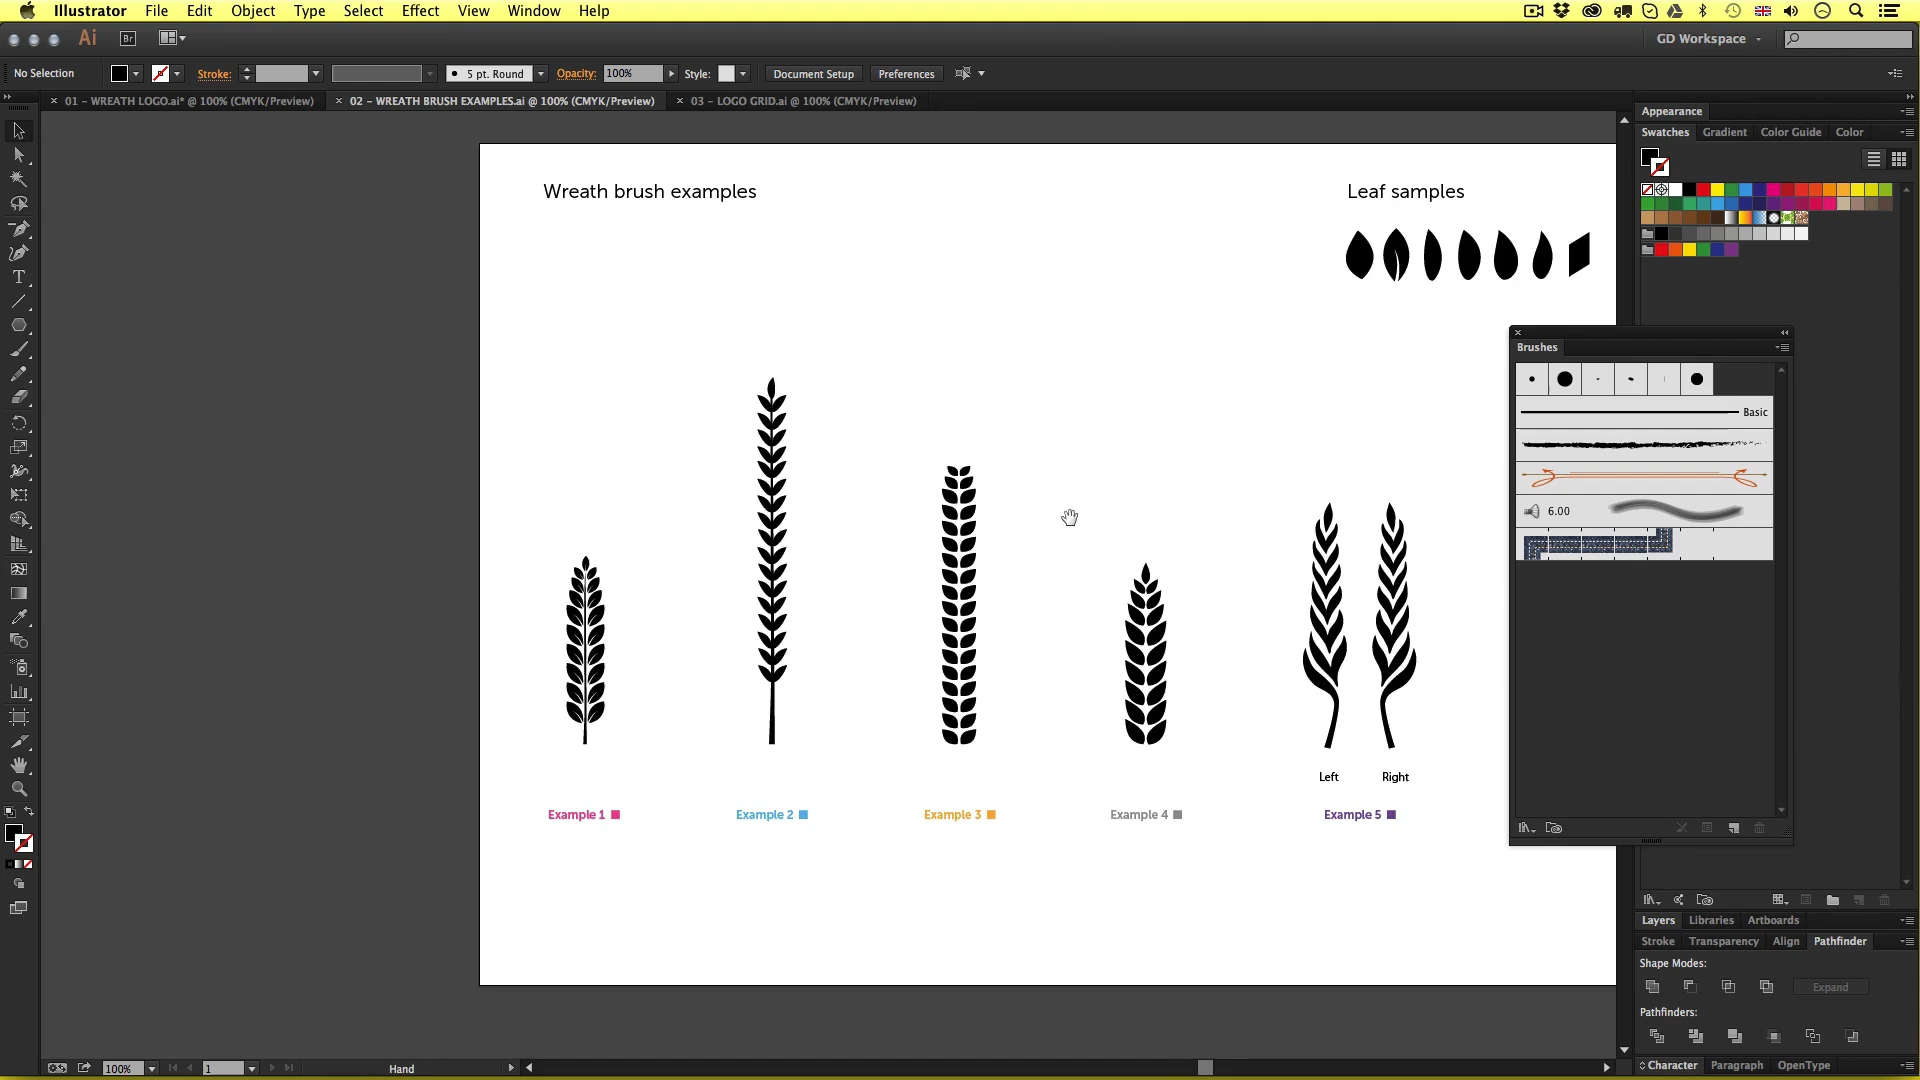 Illustrator File Edit Object Type Select Effect View Window Help
Ai Br GD Workspace
No Selection Stroke: 5 pt. Round Opacity: 100% Style: Document Setup Preferences
01 – WREATH LOGO.ai* @ 100% (CMYK/Preview) 02 – WREATH BRUSH EXAMPLES.ai @ 100% (CMYK/Preview) 03 – LOGO GRID.ai @ 100% (CMYK/Preview)
Appearance
Swatches Gradient Color Guide Color
Wreath brush examples
Leaf samples
Brushes
Basic
6.00
Left Right
Example 1
Example 2
Example 3
Example 4
Example 5
Layers Libraries Artboards
Stroke Transparency Align Pathfinder
Shape Modes:
Expand
Pathfinders:
Character Paragraph OpenType
100% 1 Hand